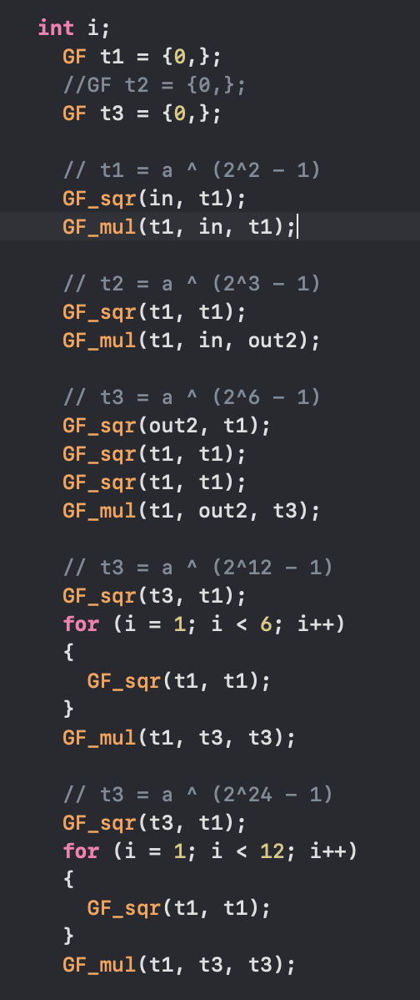 int i;
GF t1 = {0,};
//GF t2 = {0,};
GF t3 = {0,};
// t1 = a ^ (2^2 - 1)
GF_sqr(in, t1);
GF_mul(t1, in, t1);
// t2 = a ^ (2^3 - 1)
GF_sqr(t1, t1);
GF_mul(t1, in, out2);
// t3 = a ^ (2^6 - 1)
GF_sqr(out2, t1);
GF_sqr(t1, t1);
GF_sqr(t1, t1);
GF_mul(t1, out2, t3);
// t3 = a ^ (2^12 - 1)
GF_sqr(t3, t1);
for (i = 1; i < 6; i++)
{
GF_sqr(t1, t1);
}
GF_mul(t1, t3, t3);
// t3 = a ^ (2^24 - 1)
GF_sqr(t3, t1);
for (i = 1; i < 12; i++)
{
GF_sqr(t1, t1);
}
GF_mul(t1, t3, t3);